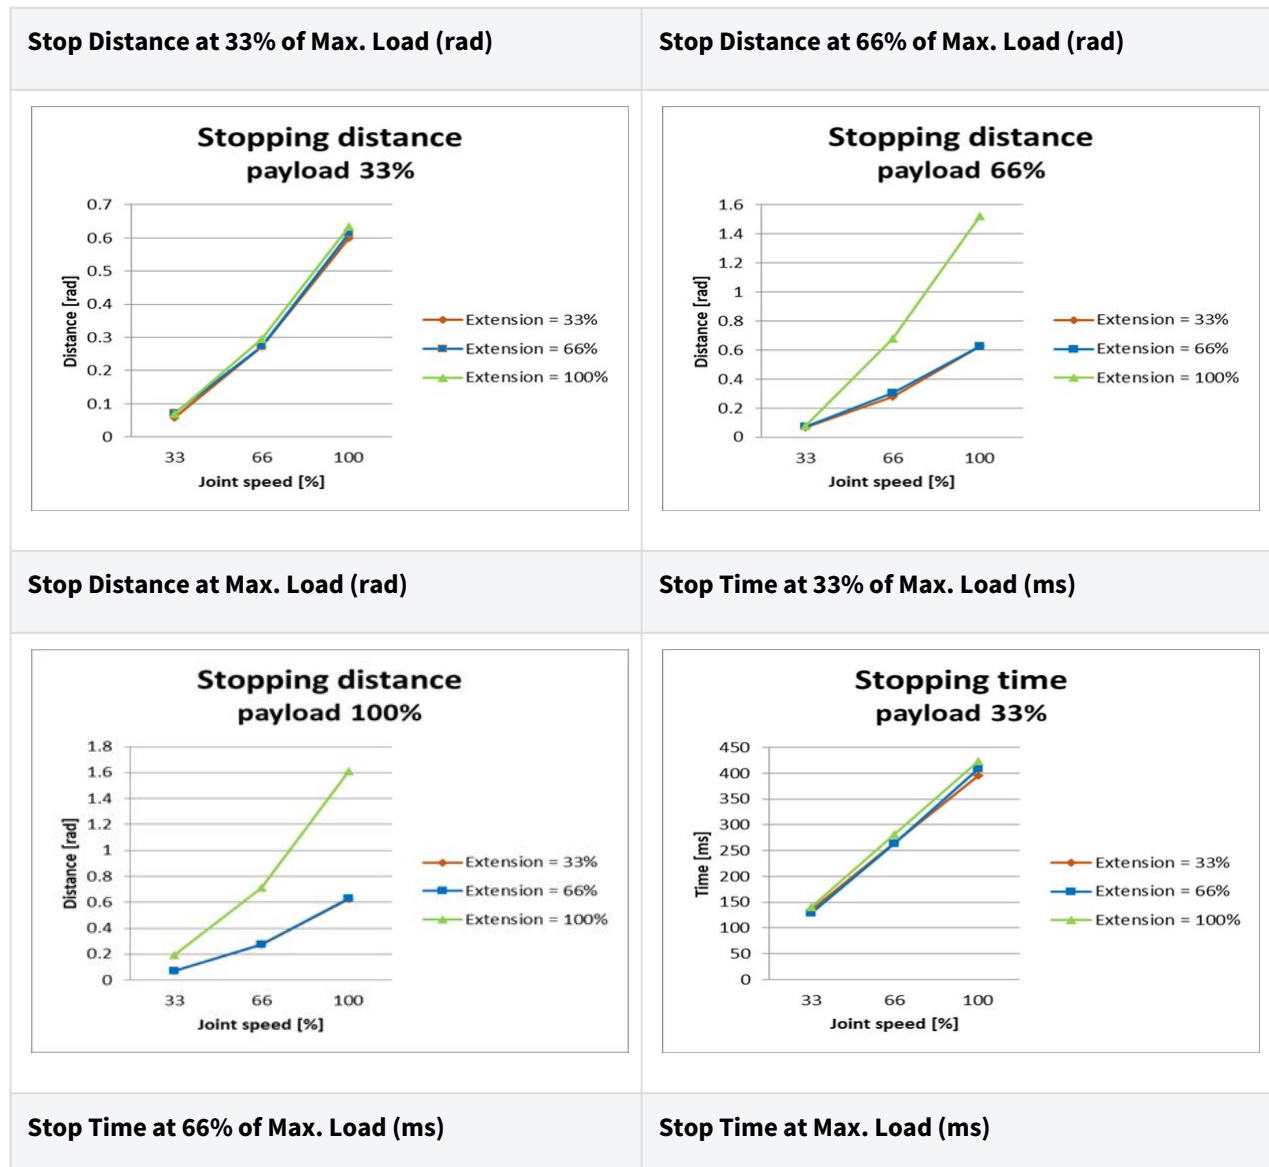 Stop Distance at 33% of Max. Load (rad)
Stop Distance at 66% of Max. Load (rad)
Stopping distance
payload 33%
0.7
0.6
0.5
0.4
0.3
0.2
0.1
0
Distance [rad]
33 66 100
Joint speed [%]
Extension = 33%
Extension = 66%
Extension = 100%
Stopping distance
payload 66%
1.6
1.4
1.2
1
0.8
0.6
0.4
0.2
0
Distance [rad]
33 66 100
Joint speed [%]
Extension = 33%
Extension = 66%
Extension = 100%
Stop Distance at Max. Load (rad)
Stop Time at 33% of Max. Load (ms)
Stopping distance
payload 100%
1.8
1.6
1.4
1.2
1
0.8
0.6
0.4
0.2
0
Distance [rad]
33 66 100
Joint speed [%]
Extension = 33%
Extension = 66%
Extension = 100%
Stopping time
payload 33%
450
400
350
300
250
200
150
100
50
0
Time [ms]
33 66 100
Joint speed [%]
Extension = 33%
Extension = 66%
Extension = 100%
Stop Time at 66% of Max. Load (ms)
Stop Time at Max. Load (ms)